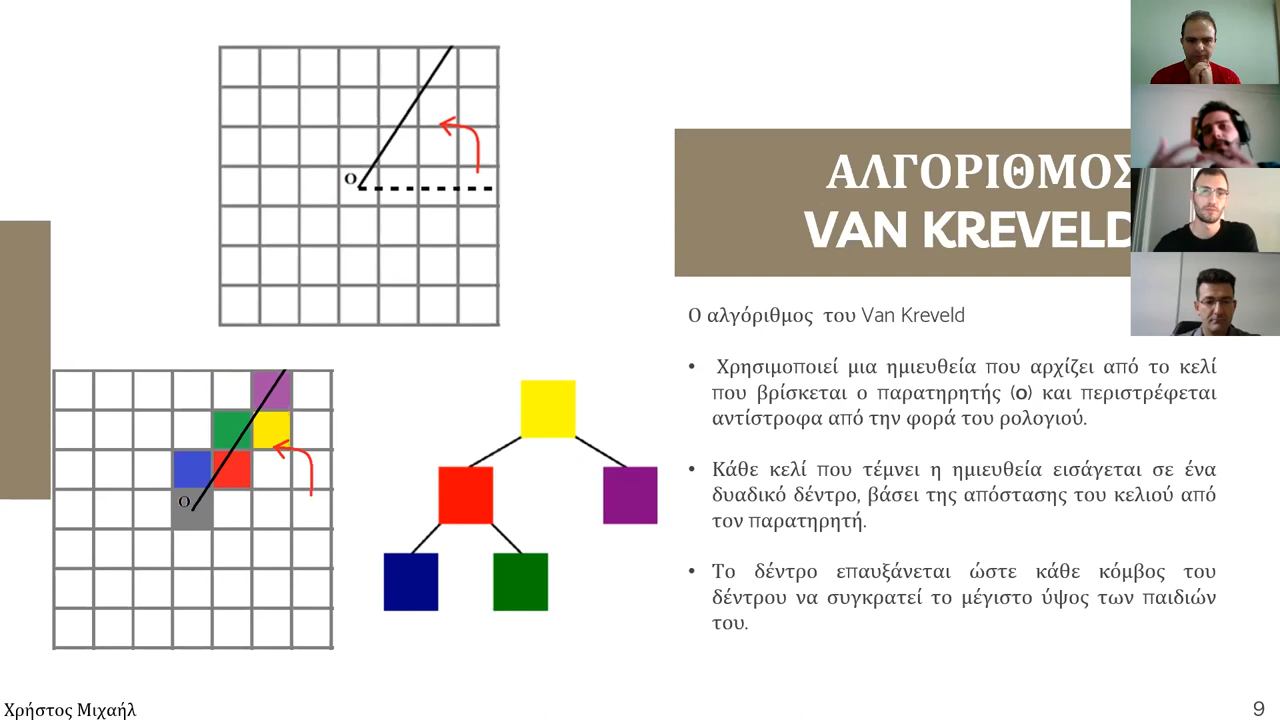 O
ΑΛΓΟΡΙΘΜΟΣ
VAN KREVELD
Ο αλγόριθμος του Van Kreveld
• Χρησιμοποιεί μια ημιευθεία που αρχίζει από το κελί
που βρίσκεται ο παρατηρητής (o) και περιστρέφεται
αντίστροφα από την φορά του ρολογιού.
• Κάθε κελί που τέμνει η ημιευθεία εισάγεται σε ένα
δυαδικό δέντρο, βάσει της απόστασης του κελιού από
τον παρατηρητή.
• Το δέντρο επαυξάνεται ώστε κάθε κόμβος του
δέντρου να συγκρατεί το μέγιστο ύψος των παιδιών
του.
O
Χρήστος Μιχαήλ
9